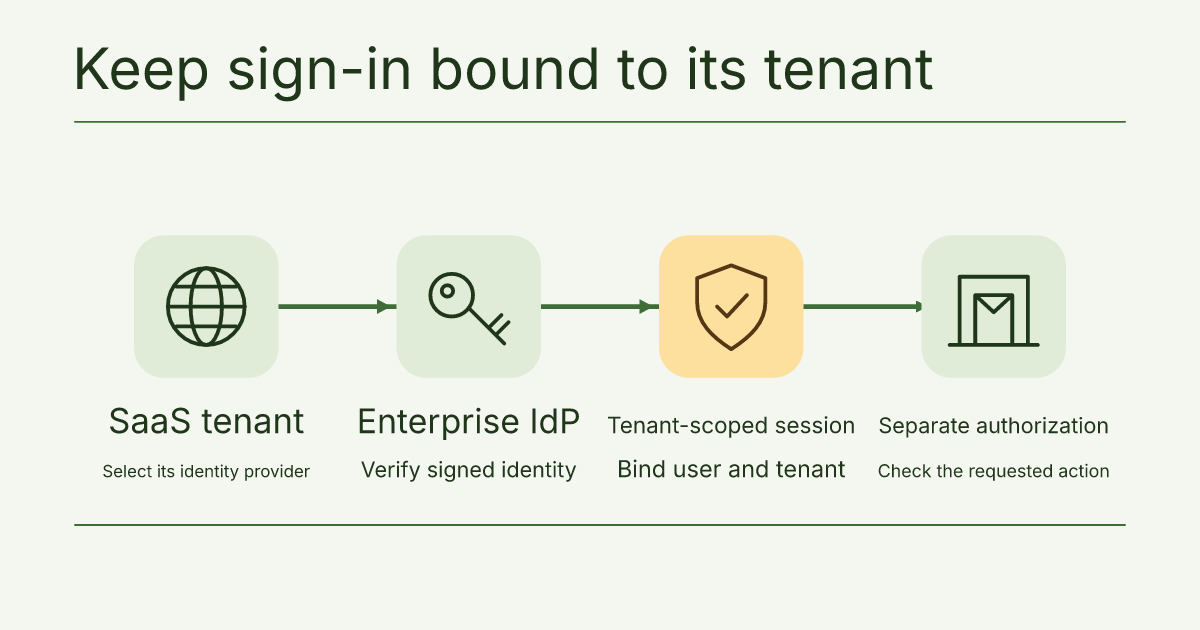 Keep sign-in bound to its tenant
SaaS tenant
Select its identity provider
Enterprise IdP
Verify signed identity
Tenant-scoped session
Bind user and tenant
Separate authorization
Check the requested action